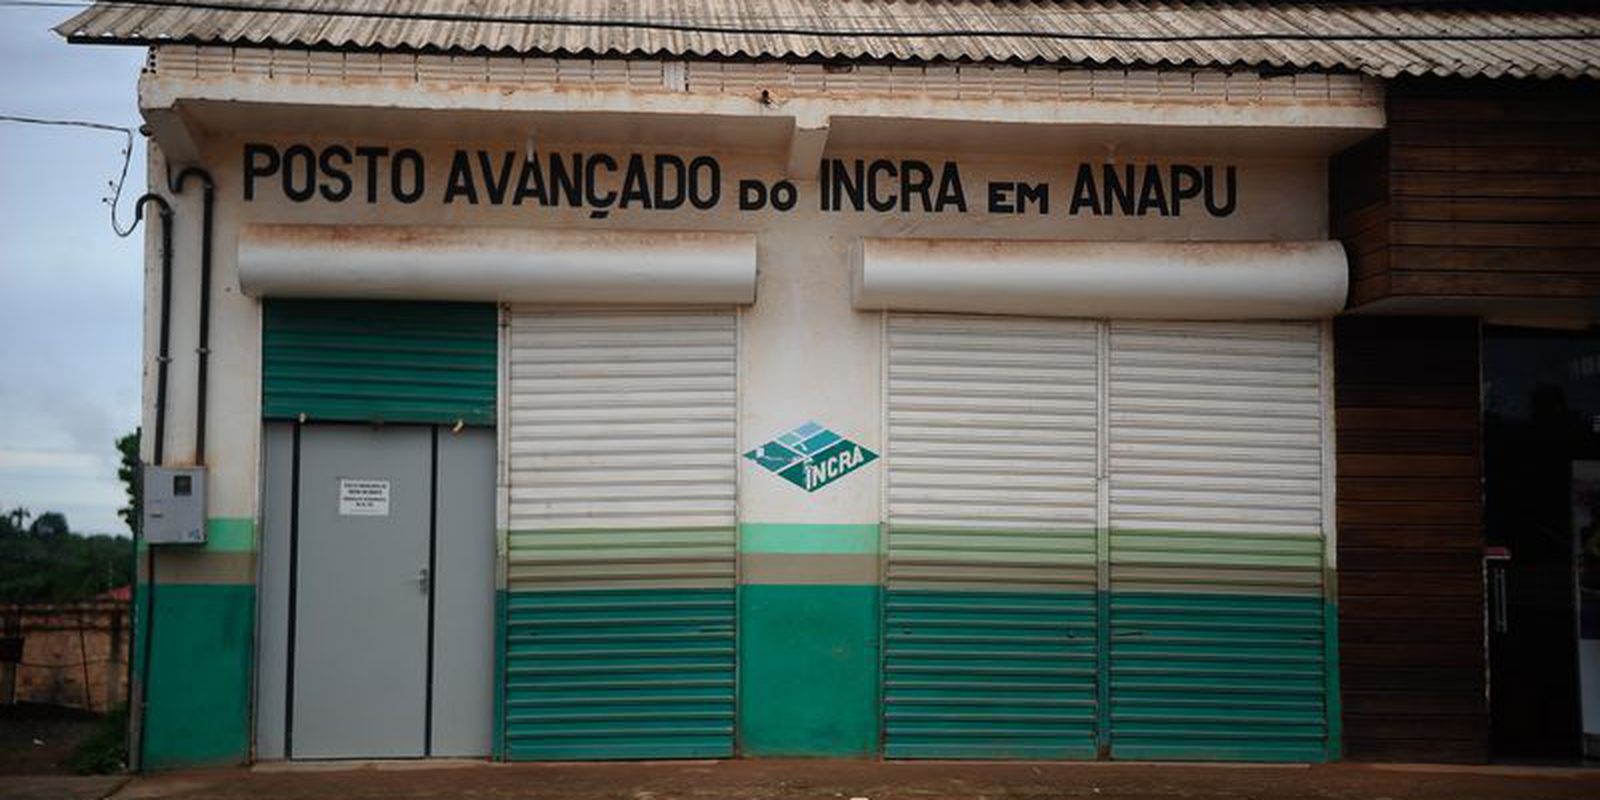 POSTO AVANÇADO DO INCRA EM ANAPU
INCRA